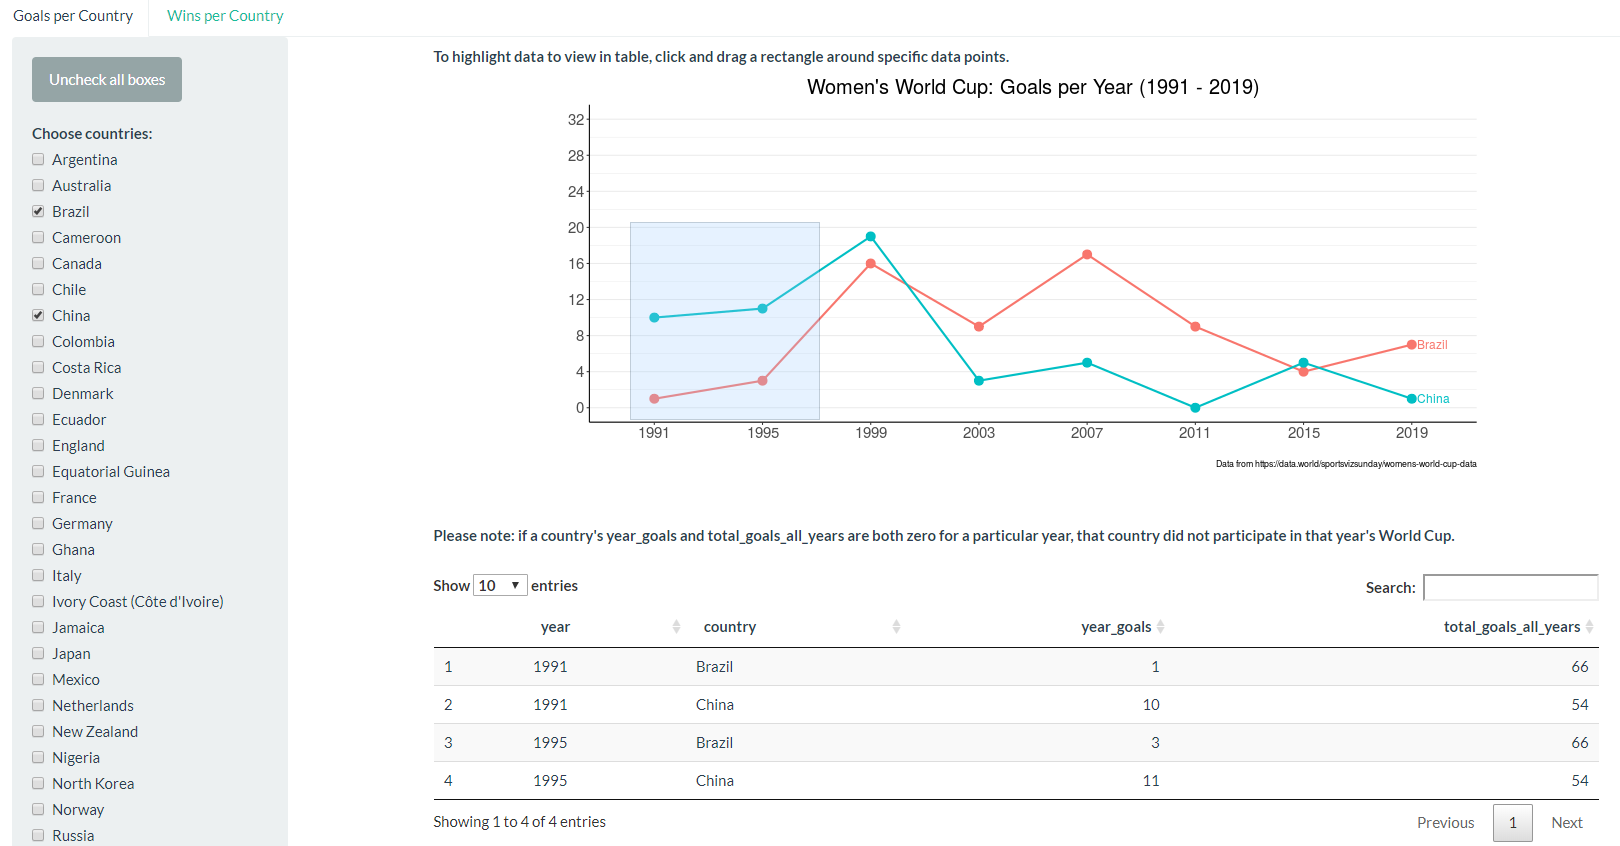 Goals per Country
Wins per Country
Uncheck all boxes
Choose countries:
Argentina
Australia
Brazil
Cameroon
Canada
Chile
China
Colombia
Costa Rica
Denmark
Ecuador
England
Equatorial Guinea
France
Germany
Ghana
Italy
Ivory Coast (Côte d'Ivoire)
Jamaica
Japan
Mexico
Netherlands
New Zealand
Nigeria
North Korea
Norway
Russia
To highlight data to view in table, click and drag a rectangle around specific data points.
Women's World Cup: Goals per Year (1991 - 2019)
32
28
24
20
16
12
8
4
0
Brazil
China
1991 1995 1999 2003 2007 2011 2015 2019
Data from https://data.world/sportsvizsunday/womens-world-cup-data
Please note: if a country's year_goals and total_goals_all_years are both zero for a particular year, that country did not participate in that year's World Cup.
Show 10 entries
Search:
year country year_goals total_goals_all_years
1 1991 Brazil 1 66
2 1991 China 10 54
3 1995 Brazil 3 66
4 1995 China 11 54
Showing 1 to 4 of 4 entries
Previous 1 Next